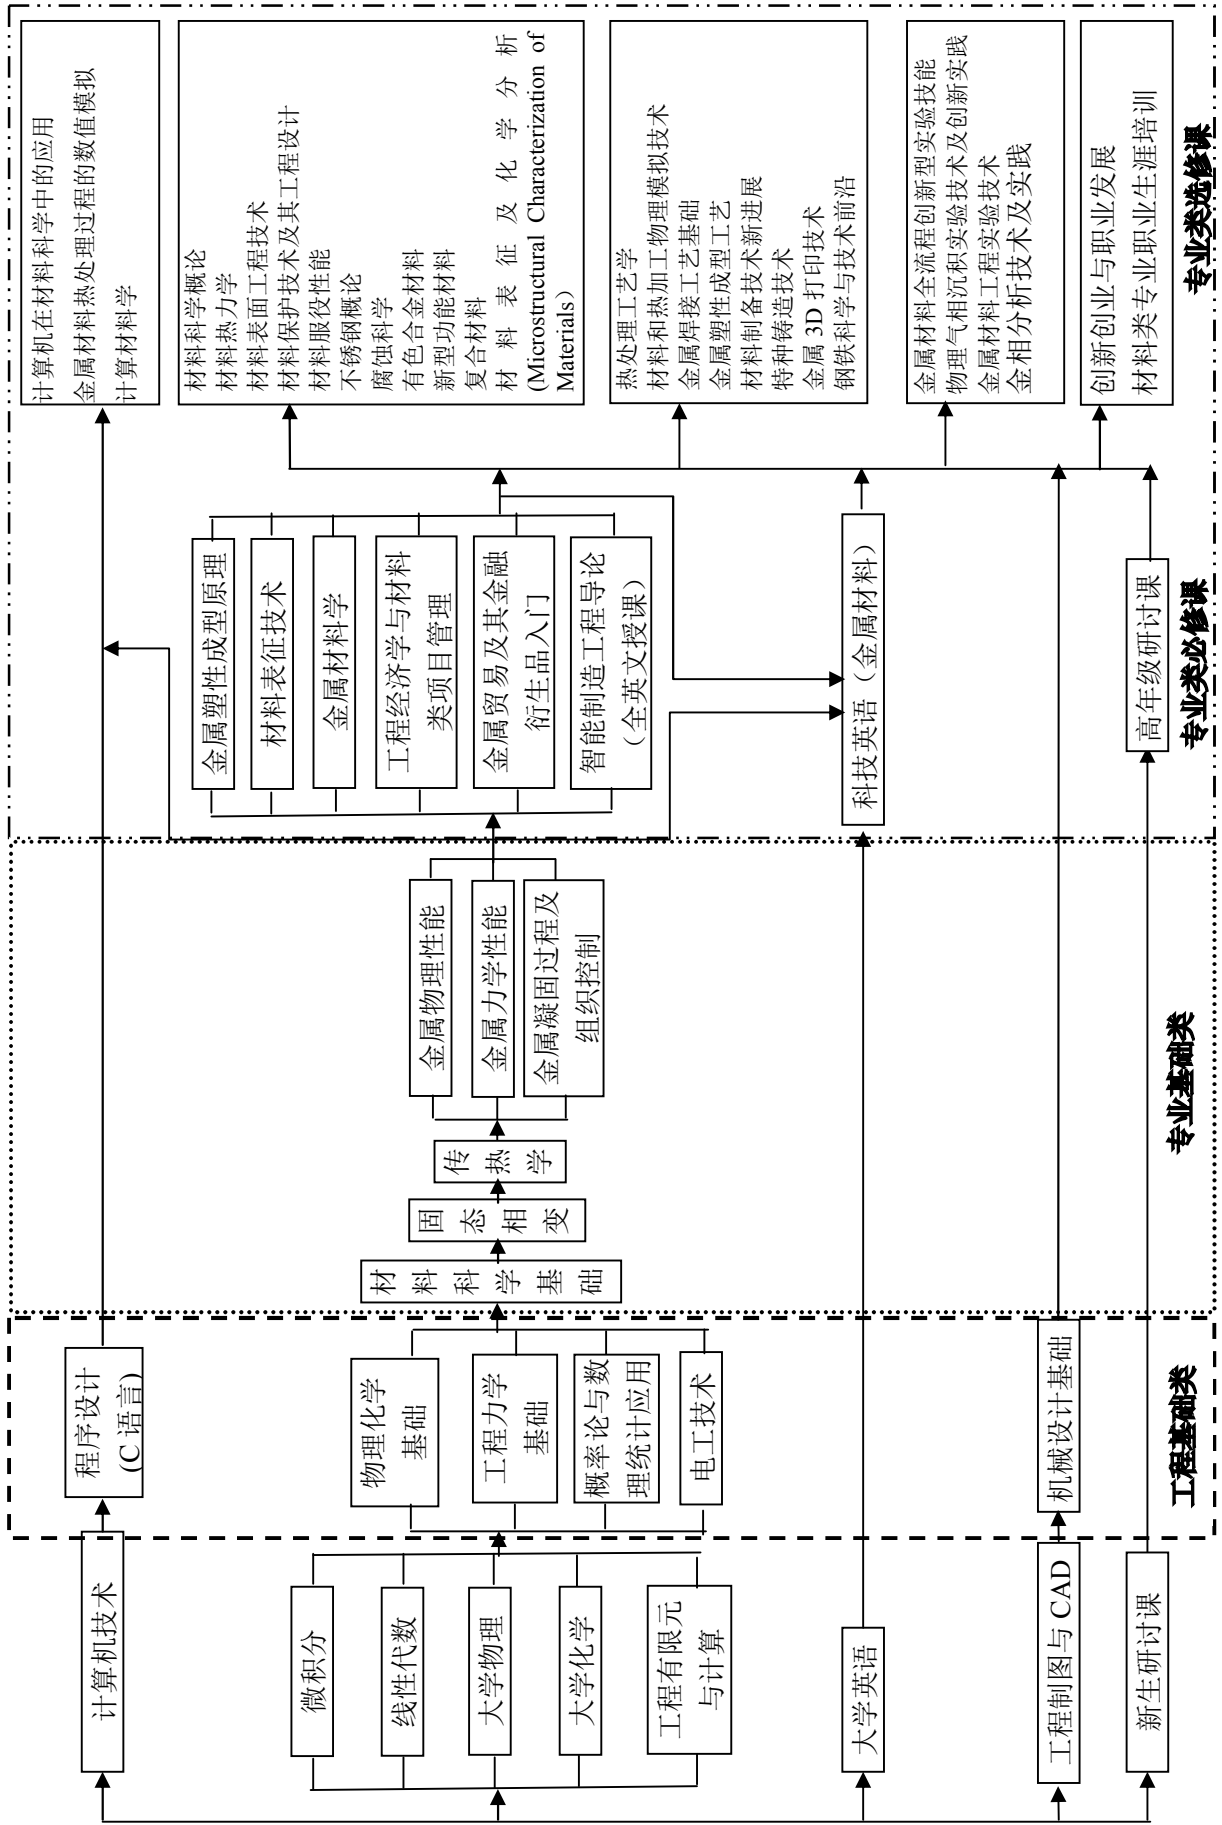 计算机技术
微积分
线性代数
大学物理
大学化学
工程有限元
与计算
大学英语
工程制图与 CAD
新生研讨课
程序设计
(C 语言)
物理化学
基础
工程力学
基础
概率论与数
理统计应用
电工技术
机械设计基础
工程基础类
材料科学基础
固态相变
传热学
金属物理性能
金属力学性能
金属凝固过程及
组织控制
专业基础类
金属塑性成型原理
材料表征技术
金属材料学
工程经济学与材料
类项目管理
金属贸易及其金融
衍生品入门
智能制造工程导论
(全英文授课)
科技英语(金属材料)
高年级研讨课
专业类必修课
计算机在材料科学中的应用
金属材料热处理过程的数值模拟
计算材料学
材料科学概论
材料热力学
材料表面工程技术
材料保护技术及其工程设计
材料服役性能
不锈钢概论
腐蚀科学
有色合金材料
新型功能材料
复合材料
材料表征及化学分析
(Microstructural Characterization of
Materials)
热处理工艺学
材料和热加工物理模拟技术
金属焊接工艺基础
金属塑性成型工艺
材料制备技术新进展
特种铸造技术
金属 3D 打印技术
钢铁科学与技术前沿
金属材料全流程创新型实验技能
物理气相沉积实验技术及创新实践
金属材料工程实验技术
金相分析技术及实践
创新创业与职业发展
材料类专业职业生涯培训
专业类选修课